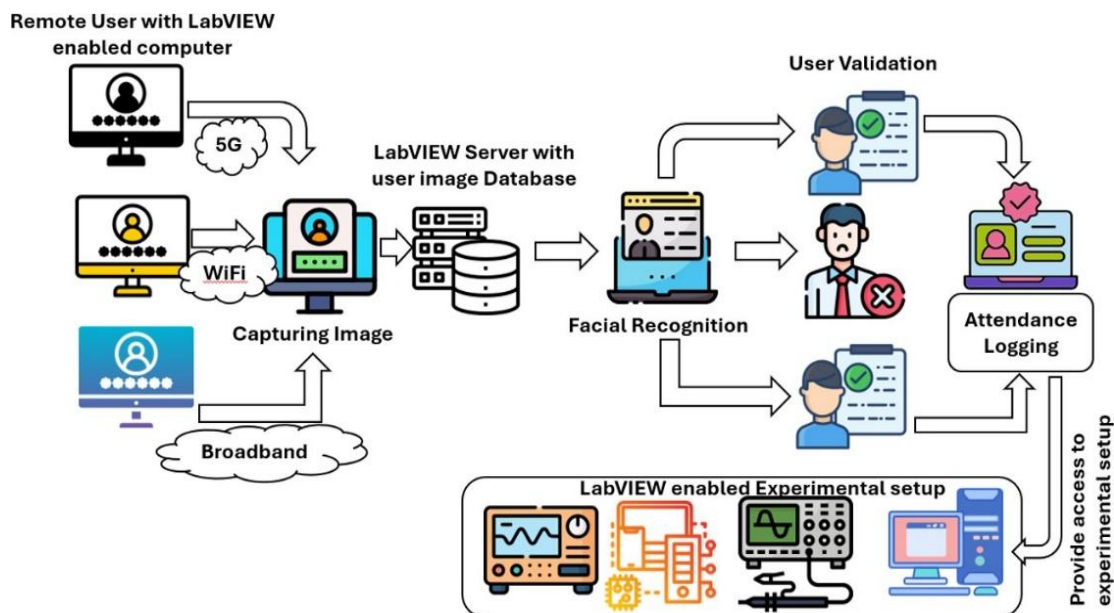 Remote User with LabVIEW
enabled computer
5G
WiFi
Broadband
Capturing Image
LabVIEW Server with
user image Database
Facial Recognition
User Validation
Attendance
Logging
Provide access to
experimental setup
LabVIEW enabled Experimental setup